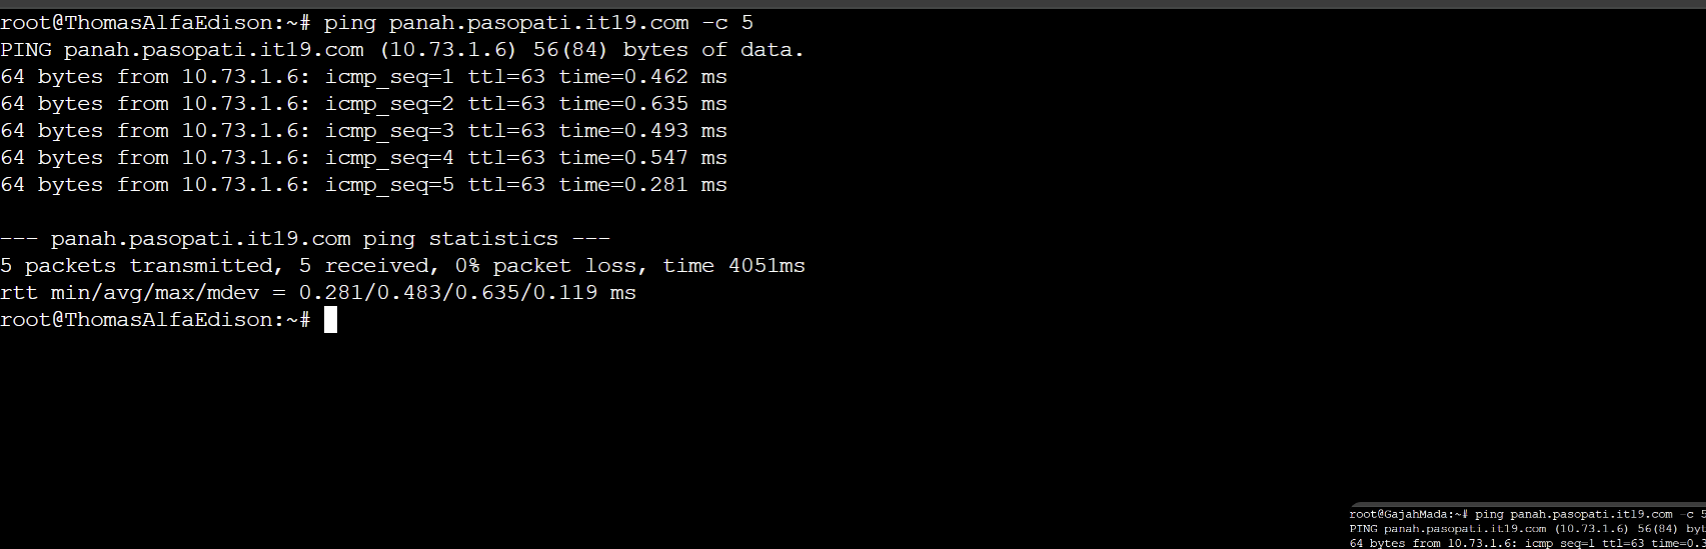 root@ThomasAlfaEdison:~# ping panah.pasopati.it19.com -c 5
PING panah.pasopati.it19.com (10.73.1.6) 56(84) bytes of data.
64 bytes from 10.73.1.6: icmp_seq=1 ttl=63 time=0.462 ms
64 bytes from 10.73.1.6: icmp_seq=2 ttl=63 time=0.635 ms
64 bytes from 10.73.1.6: icmp_seq=3 ttl=63 time=0.493 ms
64 bytes from 10.73.1.6: icmp_seq=4 ttl=63 time=0.547 ms
64 bytes from 10.73.1.6: icmp_seq=5 ttl=63 time=0.281 ms
--- panah.pasopati.it19.com ping statistics ---
5 packets transmitted, 5 received, 0% packet loss, time 4051ms
rtt min/avg/max/mdev = 0.281/0.483/0.635/0.119 ms
root@ThomasAlfaEdison:~#
root@GajahMada:~# ping panah.pasopati.it19.com -c 5
PING panah.pasopati.it19.com (10.73.1.6) 56(84)
64 bytes from 10.73.1.6: icmp_seq=1 ttl=63